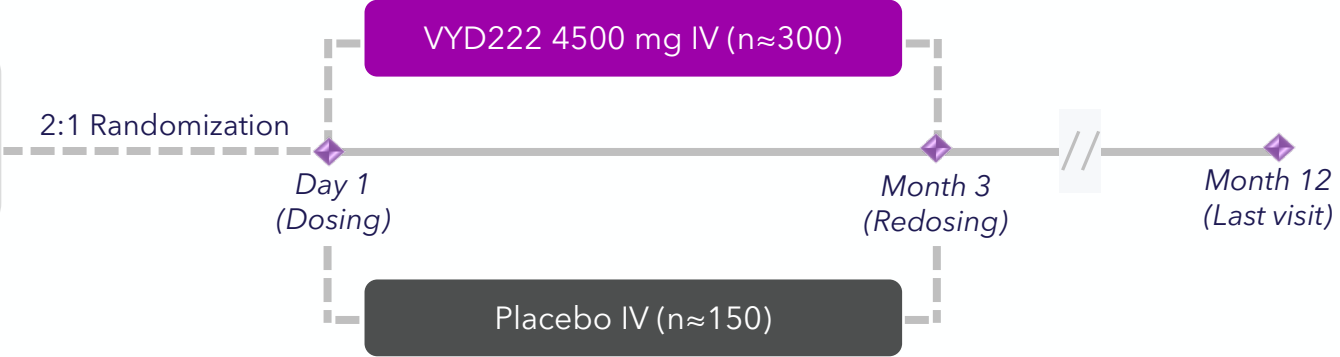 VYD222 4500 mg IV (n≈300)
2:1 Randomization
Day 1
(Dosing)
Month 3
(Redosing)
Month 12
(Last visit)
Placebo IV (n≈150)